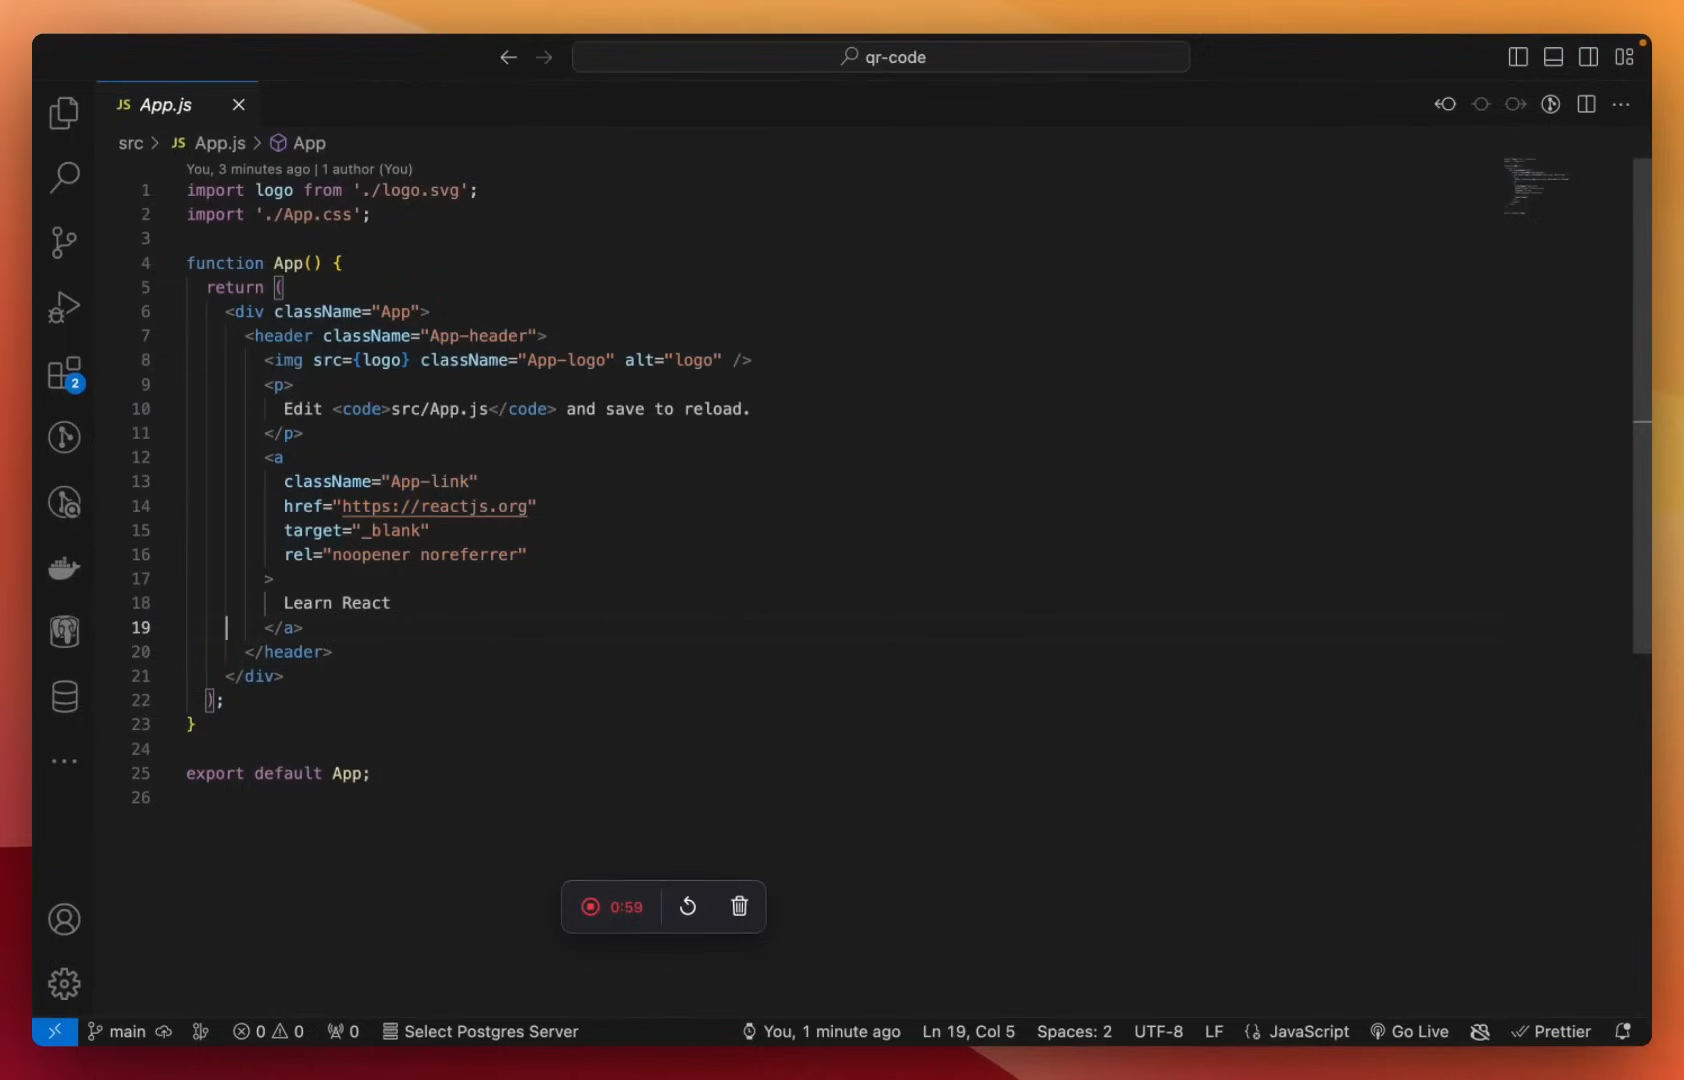 qr-code
JS App.js
src > JS App.js > App
You, 3 minutes ago | 1 author (You)
1 import logo from './logo.svg';
2 import './App.css';
3
4 function App() {
5 return (
6 <div className="App">
7 <header className="App-header">
8 <img src={logo} className="App-logo" alt="logo" />
9 <p>
10 Edit <code>src/App.js</code> and save to reload.
11 </p>
12 <a
13 className="App-link"
14 href="https://reactjs.org"
15 target="_blank"
16 rel="noopener noreferrer"
17 >
18 Learn React
19 </a>
20 </header>
21 </div>
22 );
23 }
24
25 export default App;
26
2
0:59
main 0 0 0 Select Postgres Server You, 1 minute ago Ln 19, Col 5 Spaces: 2 UTF-8 LF {} JavaScript Go Live Prettier